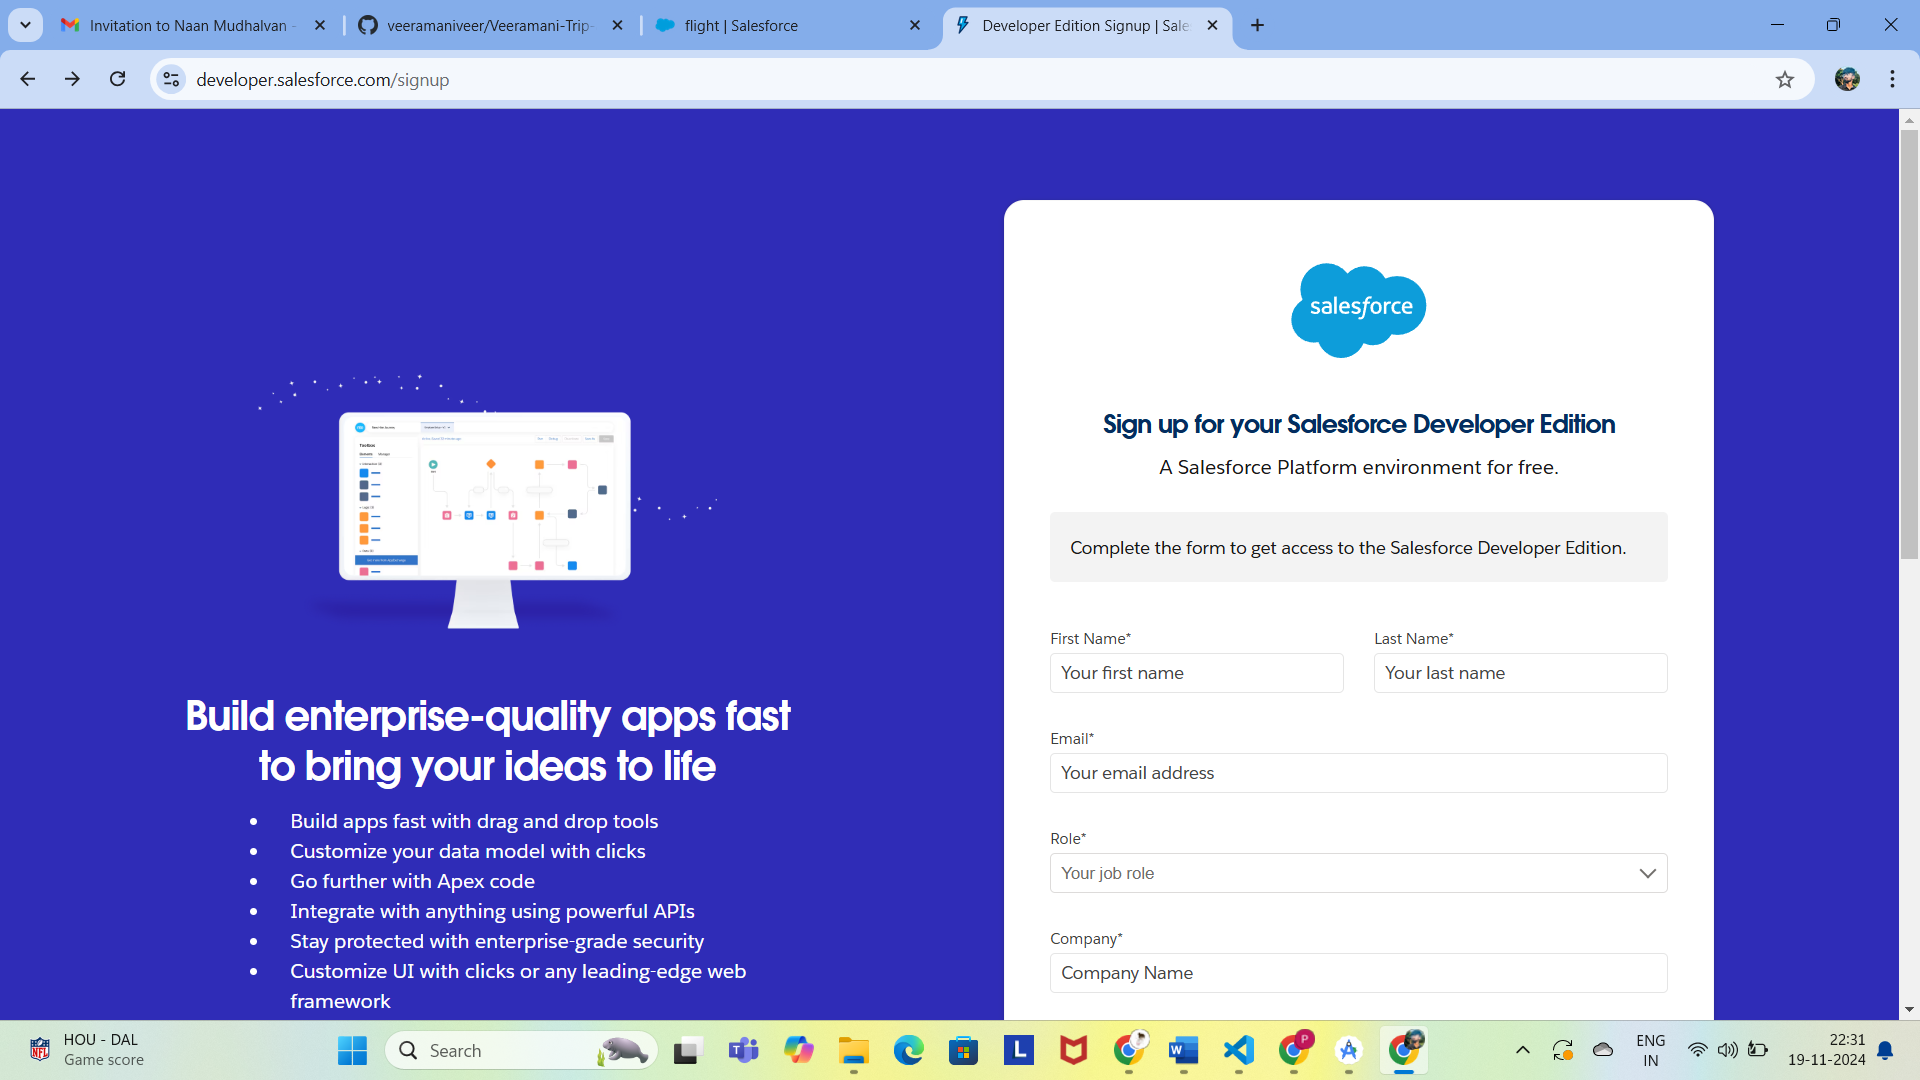 Invitation to Naan Mudhalvan -
veeramaniveer/Veeramani-Trip-
flight | Salesforce
Developer Edition Signup | Sale
developer.salesforce.com/signup
salesforce
Sign up for your Salesforce Developer Edition
A Salesforce Platform environment for free.
Complete the form to get access to the Salesforce Developer Edition.
First Name*
Last Name*
Your first name
Your last name
Email*
Your email address
Role*
Your job role
Company*
Company Name
Build enterprise-quality apps fast
to bring your ideas to life
• Build apps fast with drag and drop tools
• Customize your data model with clicks
• Go further with Apex code
• Integrate with anything using powerful APIs
• Stay protected with enterprise-grade security
• Customize UI with clicks or any leading-edge web
framework
HOU - DAL
Game score
Search
ENG
IN
22:31
19-11-2024